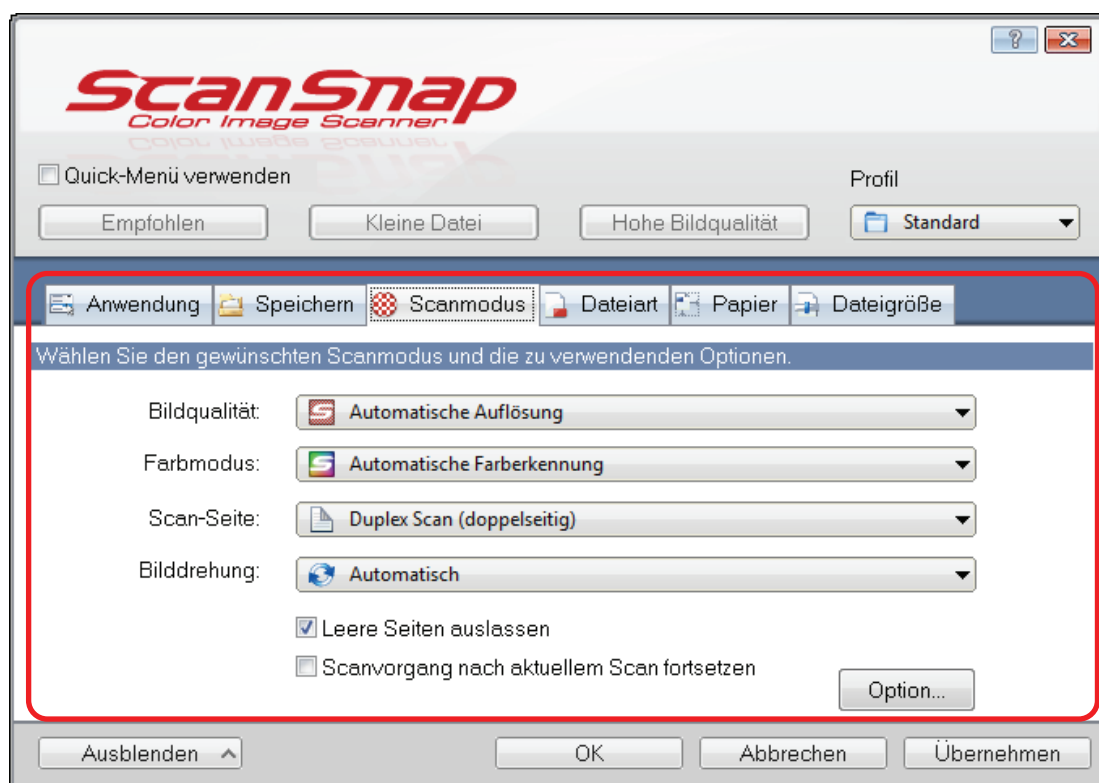 ScanSnap
Color Image Scanner
Quick-Menü verwenden
Profil
Empfohlen Kleine Datei Hohe Bildqualität Standard
Anwendung Speichern Scanmodus Dateiart Papier Dateigröße
Wählen Sie den gewünschten Scanmodus und die zu verwendenden Optionen.
Bildqualität: Automatische Auflösung
Farbmodus: Automatische Farberkennung
Scan-Seite: Duplex Scan (doppelseitig)
Bilddrehung: Automatisch
Leere Seiten auslassen
Scanvorgang nach aktuellem Scan fortsetzen
Option...
Ausblenden OK Abbrechen Übernehmen